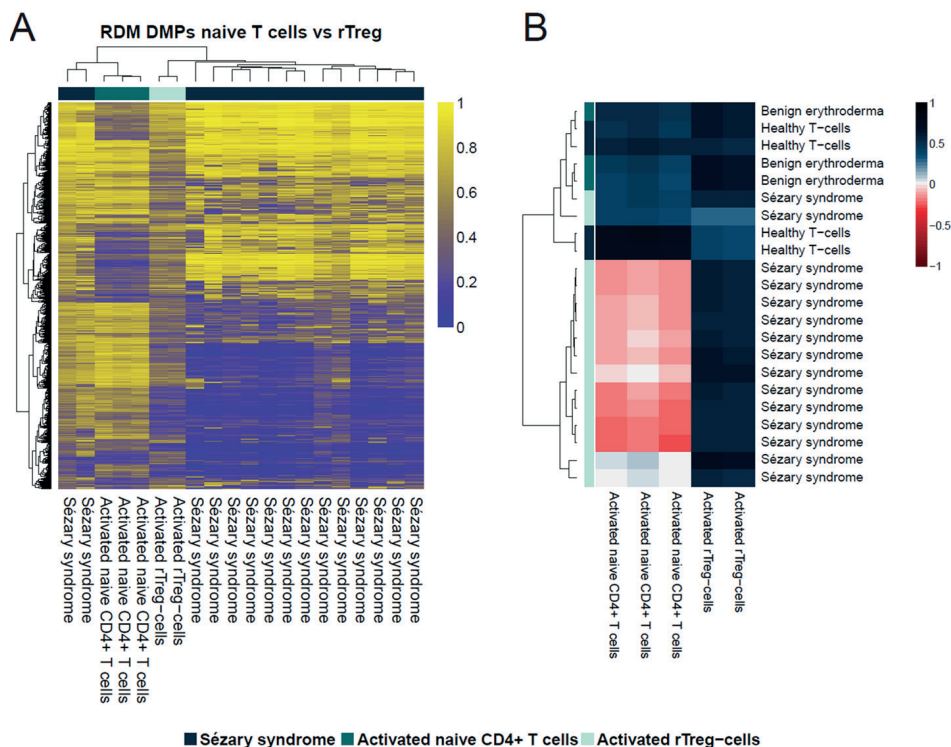 A
RDM DMPs naive T cells vs rTreg
1
0.8
0.6
0.4
0.2
0
Sézary syndrome
Sézary syndrome
Activated naive CD4+ T cells
Activated naive CD4+ T cells
Activated naive CD4+ T cells
Activated rTreg−cells
Activated rTreg−cells
Sézary syndrome
Sézary syndrome
Sézary syndrome
Sézary syndrome
Sézary syndrome
Sézary syndrome
Sézary syndrome
Sézary syndrome
Sézary syndrome
Sézary syndrome
Sézary syndrome
Sézary syndrome
Sézary syndrome
B
Benign erythroderma
Healthy T−cells
Healthy T−cells
Benign erythroderma
Benign erythroderma
Sézary syndrome
Sézary syndrome
Healthy T−cells
Healthy T−cells
Sézary syndrome
Sézary syndrome
Sézary syndrome
Sézary syndrome
Sézary syndrome
Sézary syndrome
Sézary syndrome
Sézary syndrome
Sézary syndrome
Sézary syndrome
Sézary syndrome
Sézary syndrome
Sézary syndrome
1
0.5
0
−0.5
−1
Activated naive CD4+ T cells
Activated naive CD4+ T cells
Activated naive CD4+ T cells
Activated rTreg−cells
Activated rTreg−cells
Sézary syndrome
Activated naive CD4+ T cells
Activated rTreg−cells